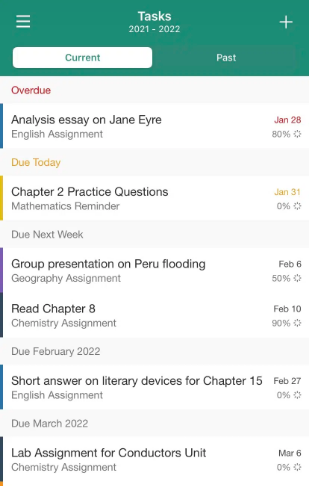 Tasks
2021 - 2022
Current
Past
Overdue
Analysis essay on Jane Eyre
Jan 28
English Assignment
80%
Due Today
Chapter 2 Practice Questions
Jan 31
Mathematics Reminder
0%
Due Next Week
Group presentation on Peru flooding
Feb 6
Geography Assignment
50%
Read Chapter 8
Feb 10
Chemistry Assignment
90%
Due February 2022
Short answer on literary devices for Chapter 15
Feb 27
English Assignment
0%
Due March 2022
Lab Assignment for Conductors Unit
Mar 6
Chemistry Assignment
0%